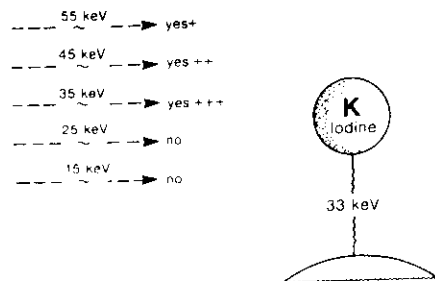 55 keV
yes+
45 keV
yes ++
35 keV
yes +++
25 keV
no
15 keV
no
K
Iodine
33 keV